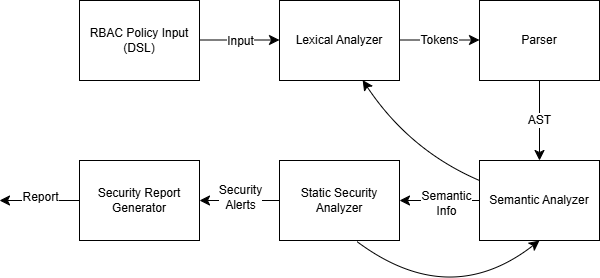 RBAC Policy Input
(DSL)
Input
Lexical Analyzer
Tokens
Parser
AST
Report
Security Report
Generator
Security
Alerts
Static Security
Analyzer
Semantic
Info
Semantic Analyzer